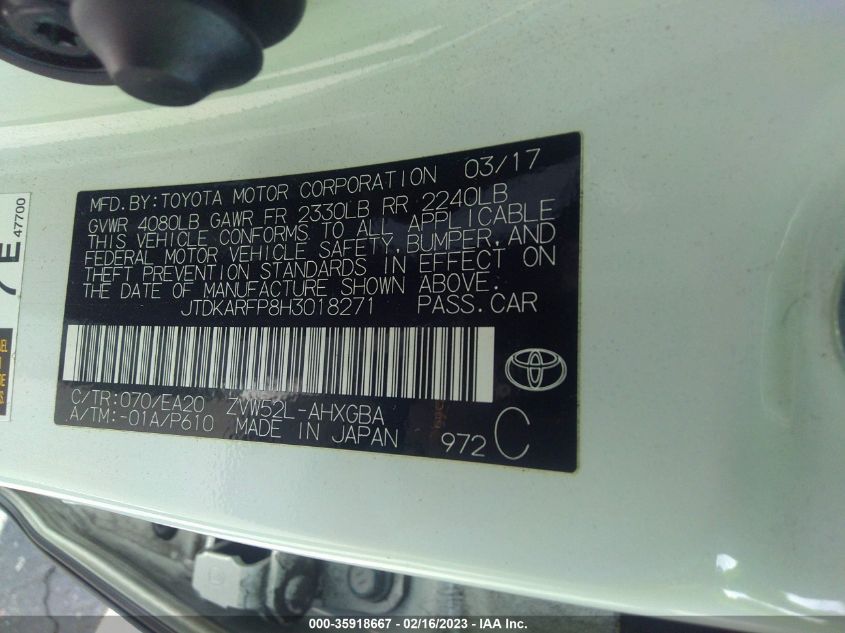 MFD.BY:TOYOTA MOTOR CORPORATION 03/17
GVWR 4080LB GAWR FR 2330LB RR 2240LB
THIS VEHICLE CONFORMS TO ALL APPLICABLE
FEDERAL MOTOR VEHICLE SAFETY,BUMPER,AND
THEFT PREVENTION STANDARDS IN EFFECT ON
THE DATE OF MANUFACTURE SHOWN ABOVE.
JTDKARFP8H3018271 PASS.CAR
C/TR:070/EA20 ZVW52L-AHXGBA
A/TM:-01A/P610 MADE IN JAPAN
972 C
E
47700
000-35918667 - 02/16/2023 - IAA Inc.